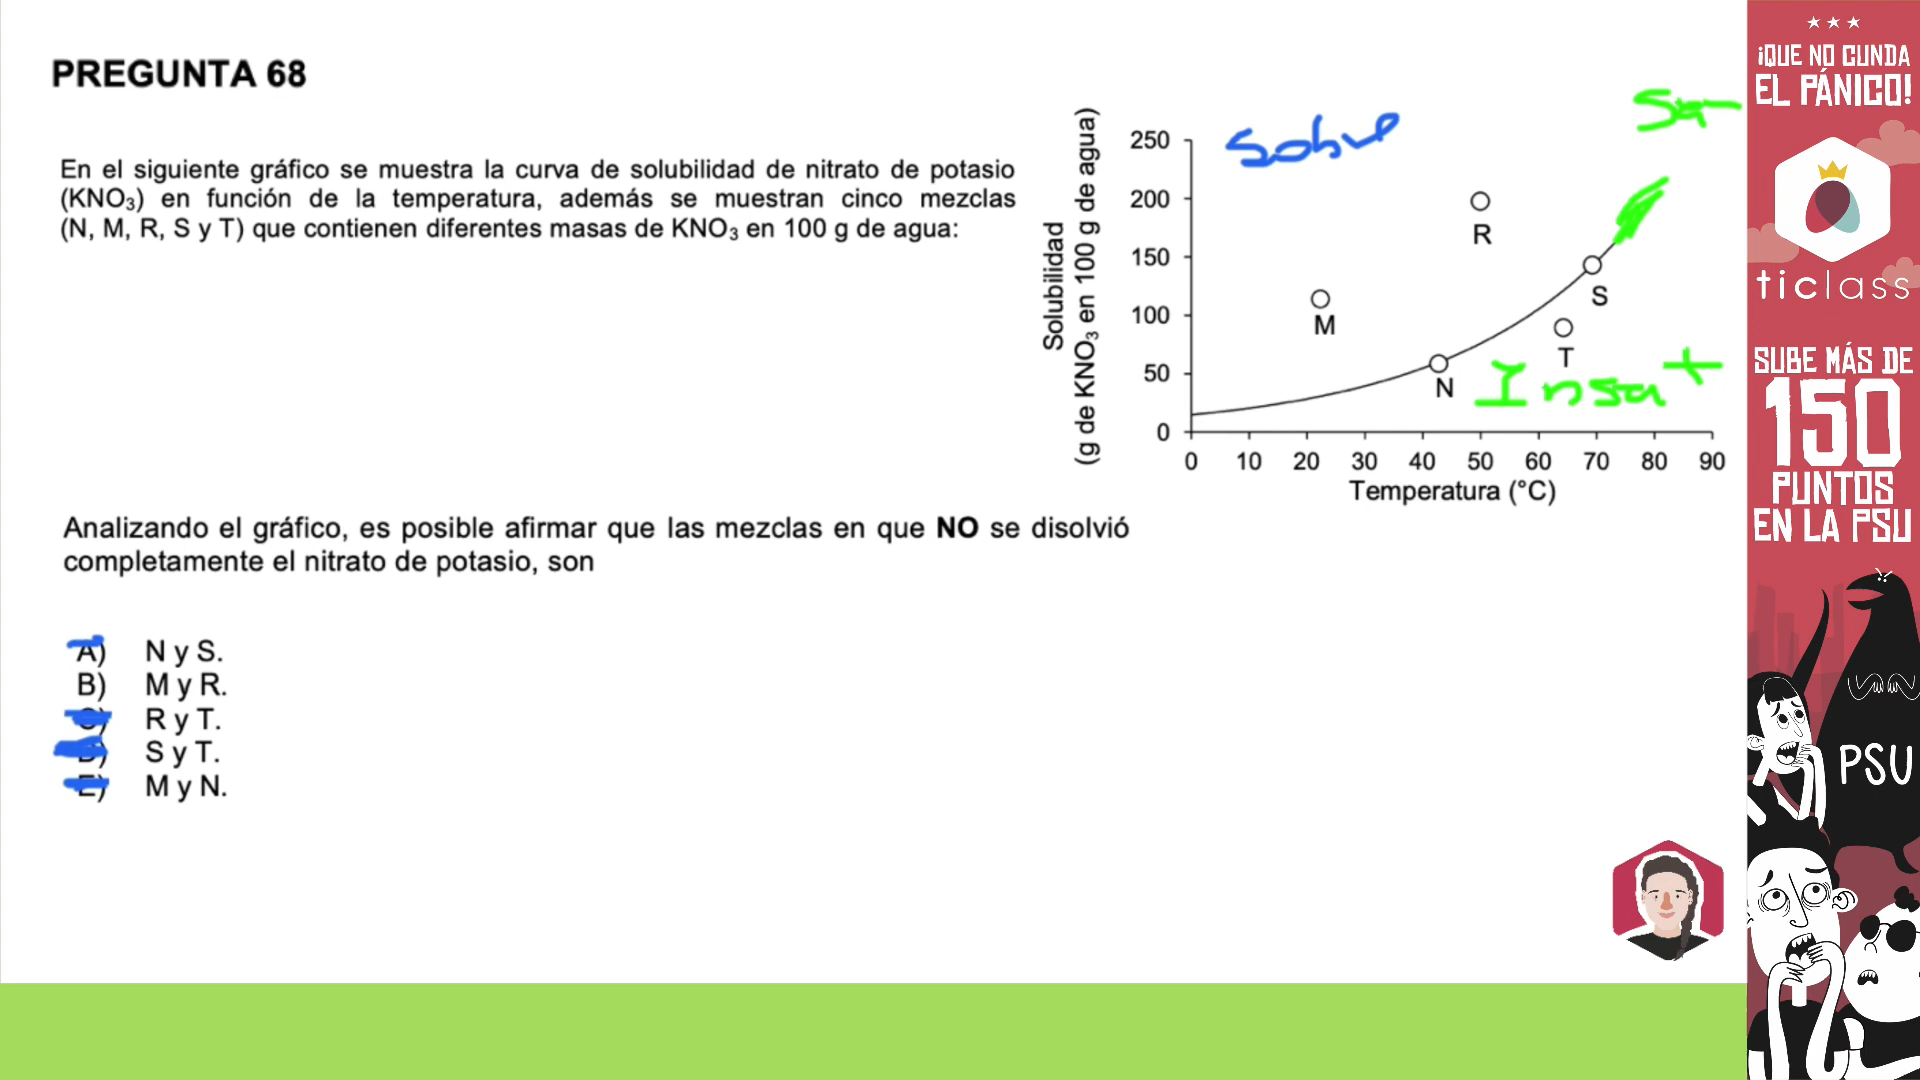 PREGUNTA 68
En el siguiente gráfico se muestra la curva de solubilidad de nitrato de potasio
(KNO₃) en función de la temperatura, además se muestran cinco mezclas
(N, M, R, S y T) que contienen diferentes masas de KNO₃ en 100 g de agua:
Solubilidad
(g de KNO₃ en 100 g de agua)
250
200
150
100
50
0
Sobre
Sa
R
M
S
T
N
Insat
0 10 20 30 40 50 60 70 80 90
Temperatura (°C)
Analizando el gráfico, es posible afirmar que las mezclas en que NO se disolvió
completamente el nitrato de potasio, son
A) N y S.
B) M y R.
C) R y T.
D) S y T.
E) M y N.
¡QUE NO CUNDA
EL PÁNICO!
ticlass
SUBE MÁS DE
150
PUNTOS
EN LA PSU
PSU